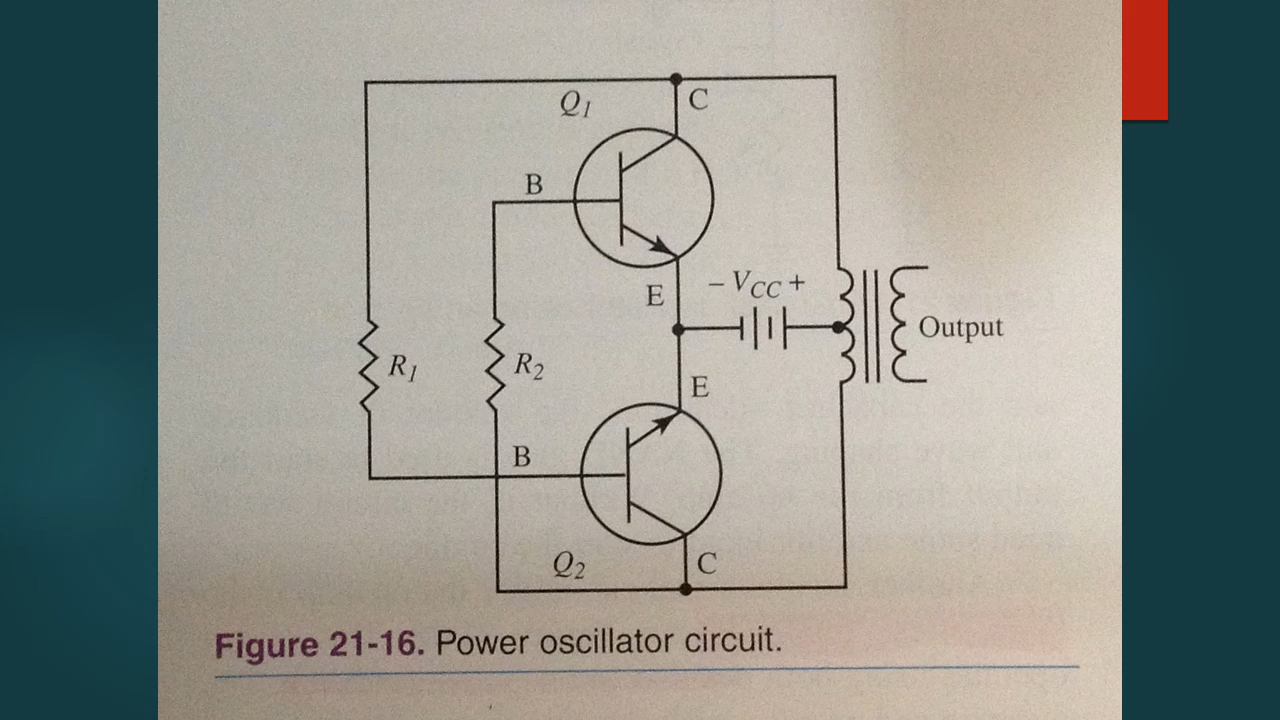 Q1
C
B
E
– VCC +
Output
R1
R2
E
B
Q2
C
Figure 21-16. Power oscillator circuit.